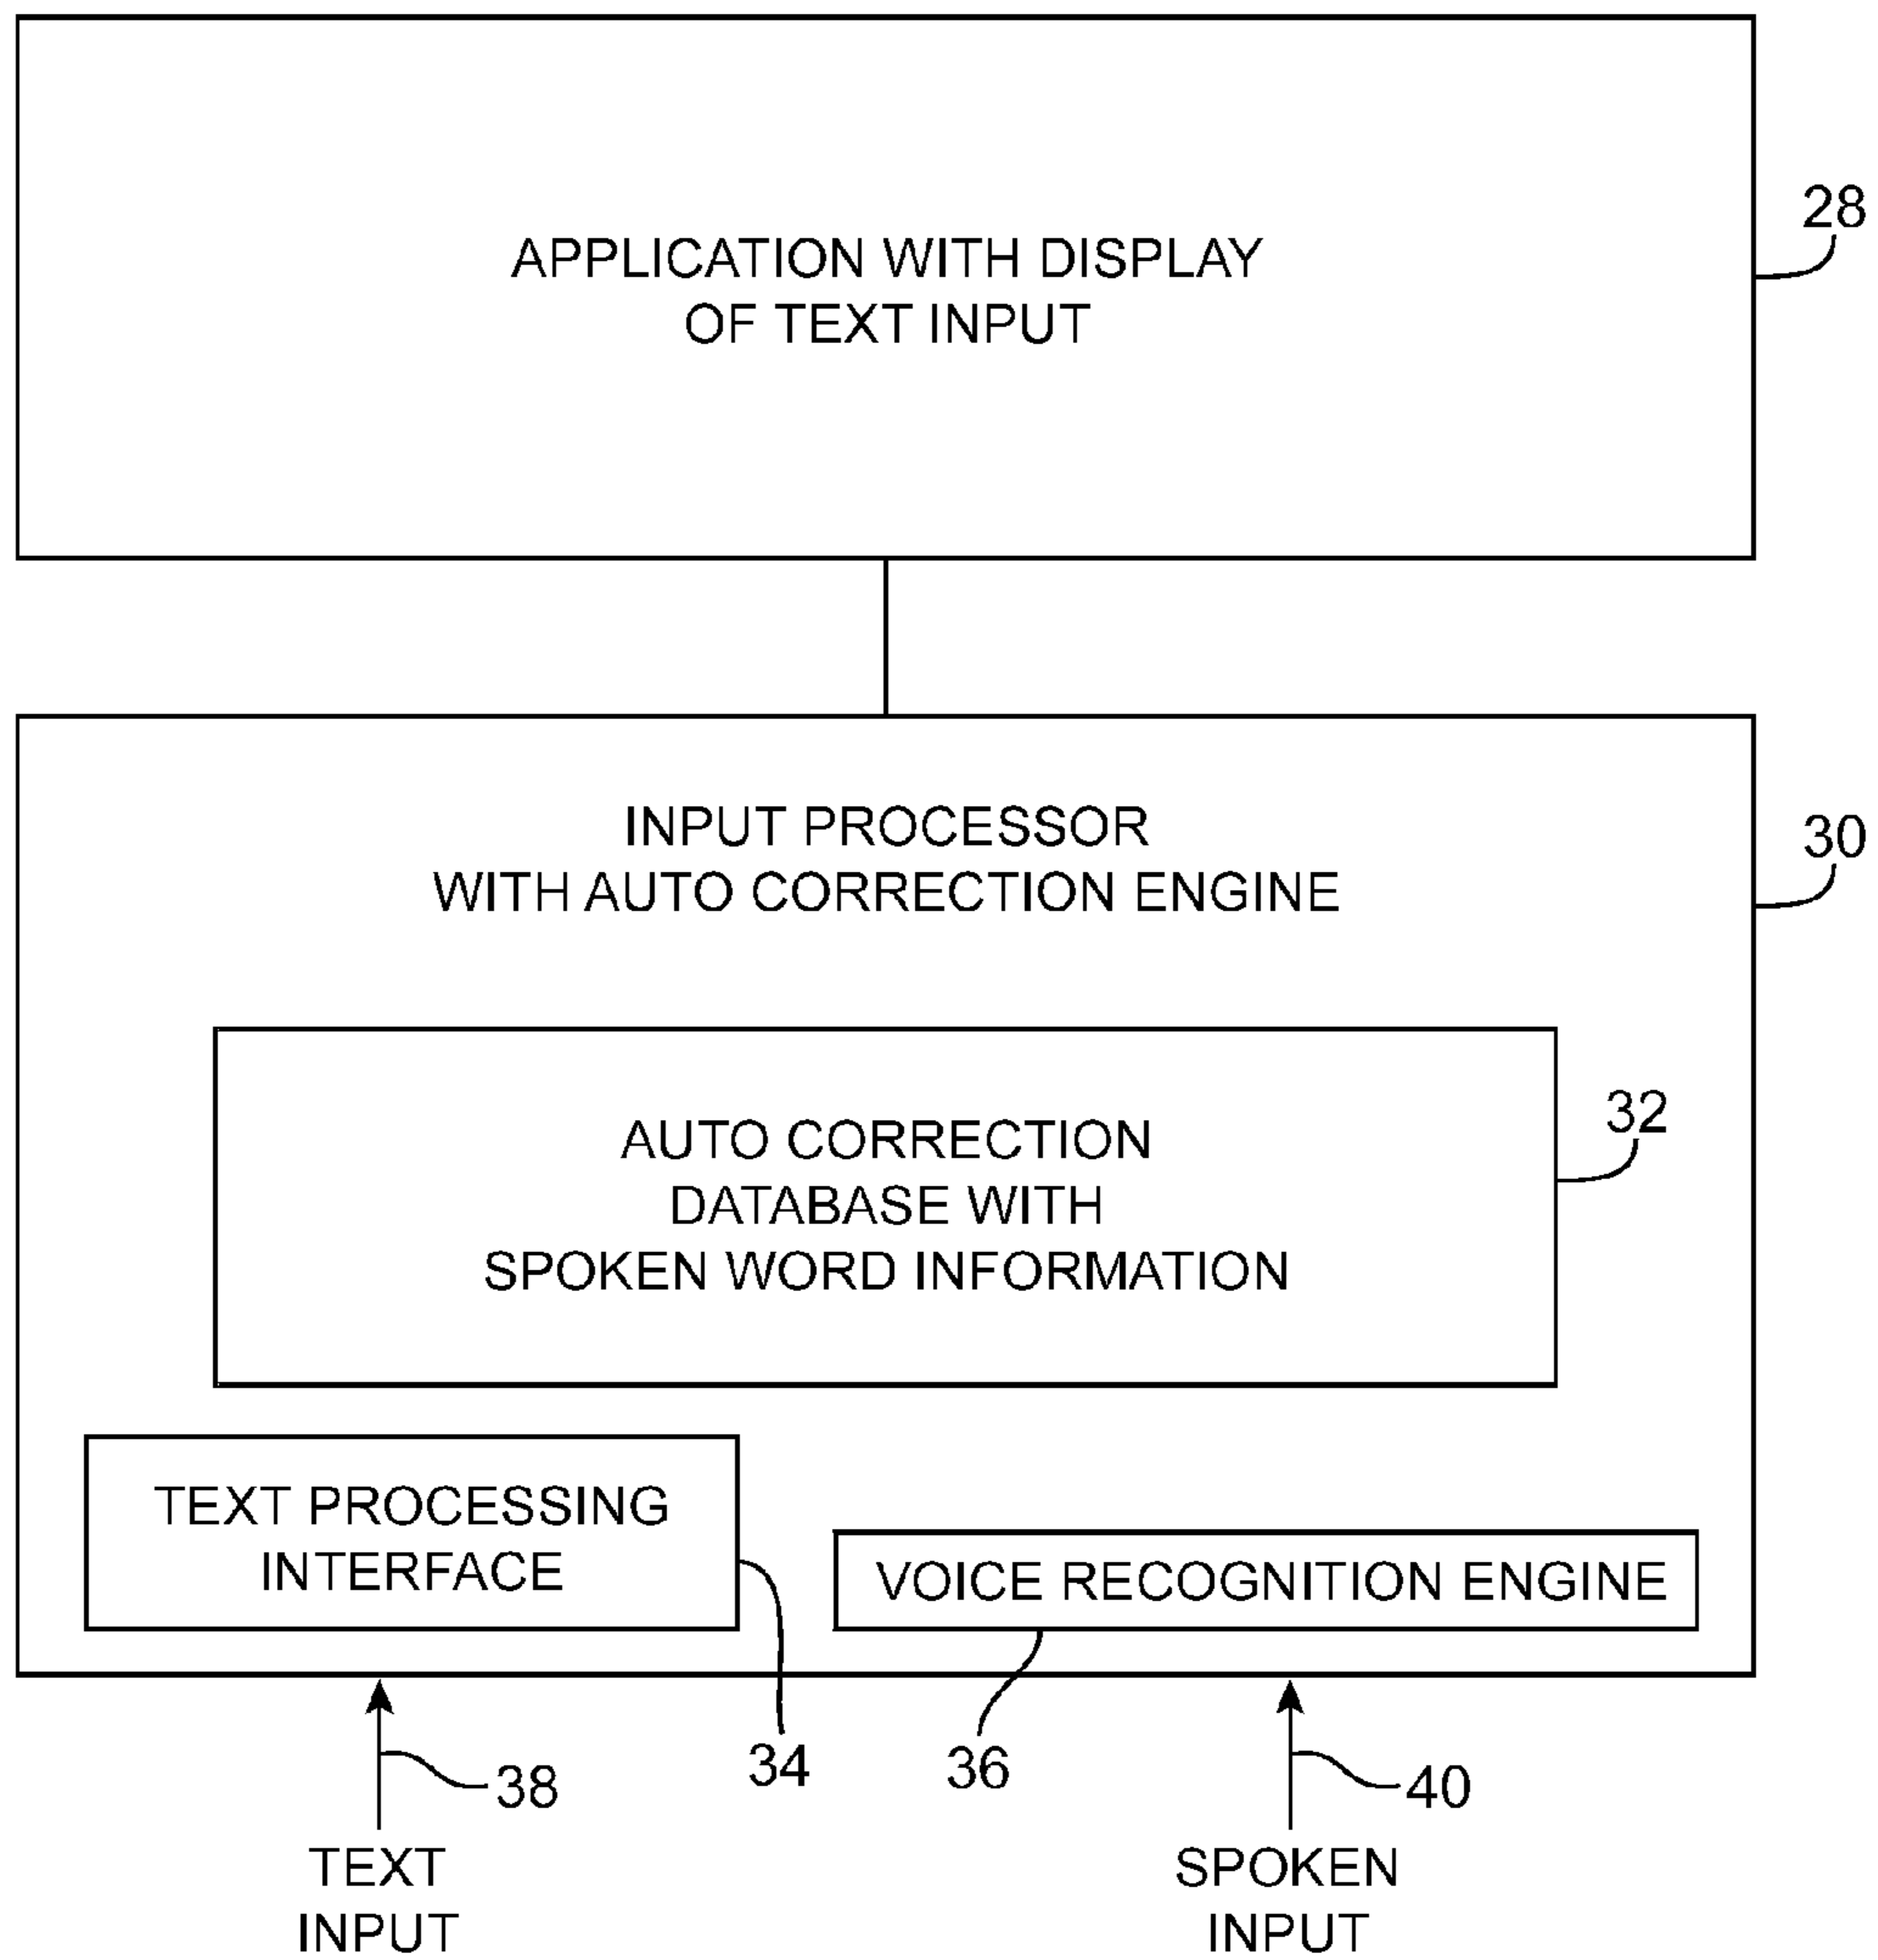 APPLICATION WITH DISPLAY
OF TEXT INPUT
28
INPUT PROCESSOR
WITH AUTO CORRECTION ENGINE
30
AUTO CORRECTION
DATABASE WITH
SPOKEN WORD INFORMATION
32
TEXT PROCESSING
INTERFACE
VOICE RECOGNITION ENGINE
34
36
38
40
TEXT
INPUT
SPOKEN
INPUT